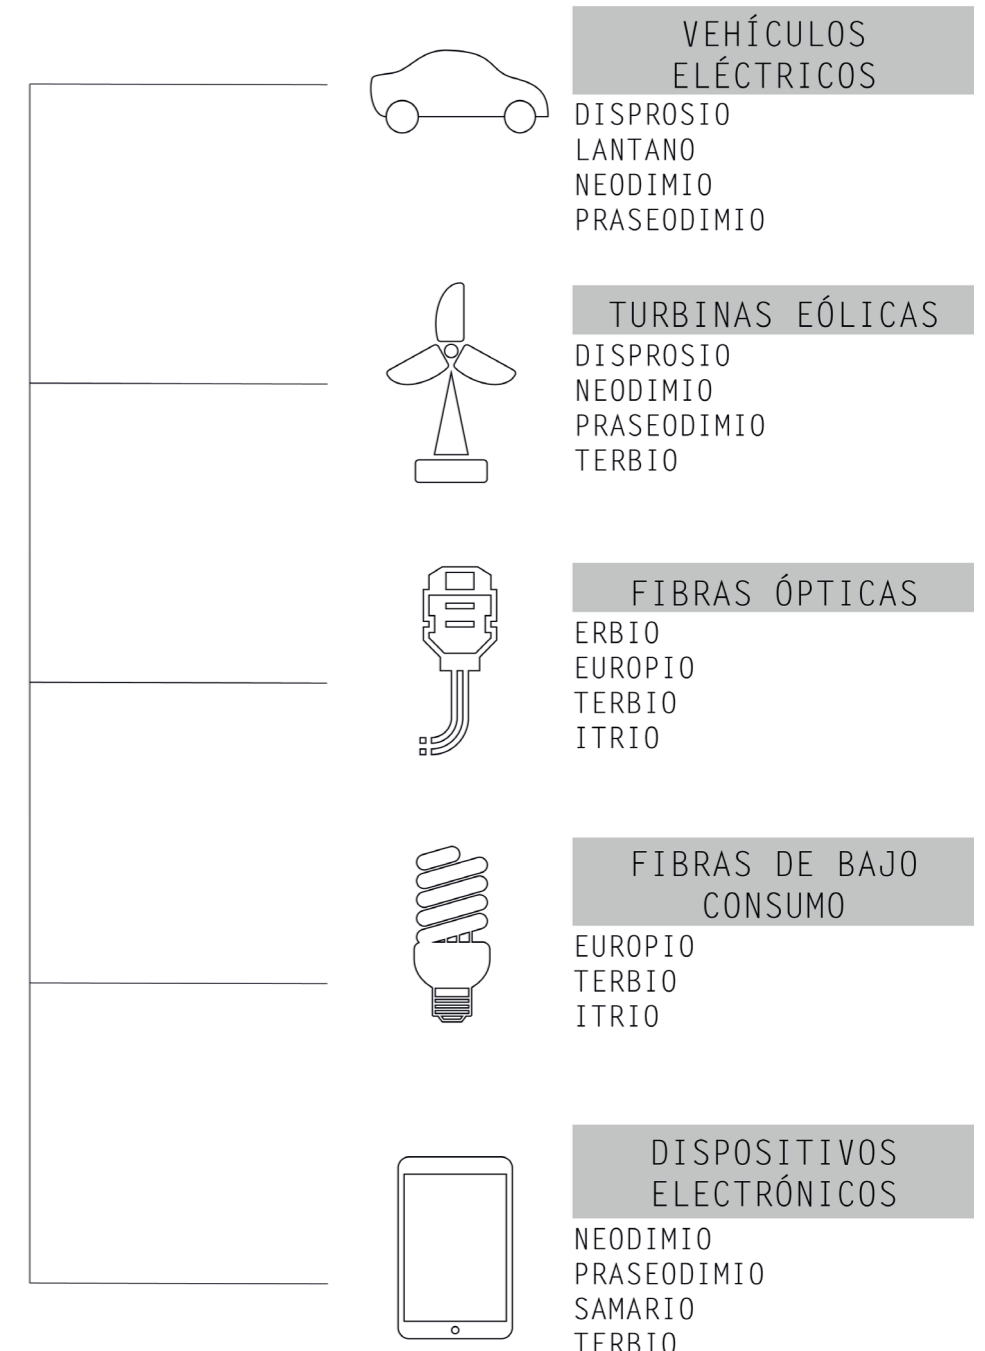 VEHÍCULOS
ELÉCTRICOS
DISPROSIO
LANTANO
NEODIMIO
PRASEODIMIO
TURBINAS EÓLICAS
DISPROSIO
NEODIMIO
PRASEODIMIO
TERBIO
FIBRAS ÓPTICAS
ERBIO
EUROPIO
TERBIO
ITRIO
FIBRAS DE BAJO
CONSUMO
EUROPIO
TERBIO
ITRIO
DISPOSITIVOS
ELECTRÓNICOS
NEODIMIO
PRASEODIMIO
SAMARIO
TERBIO